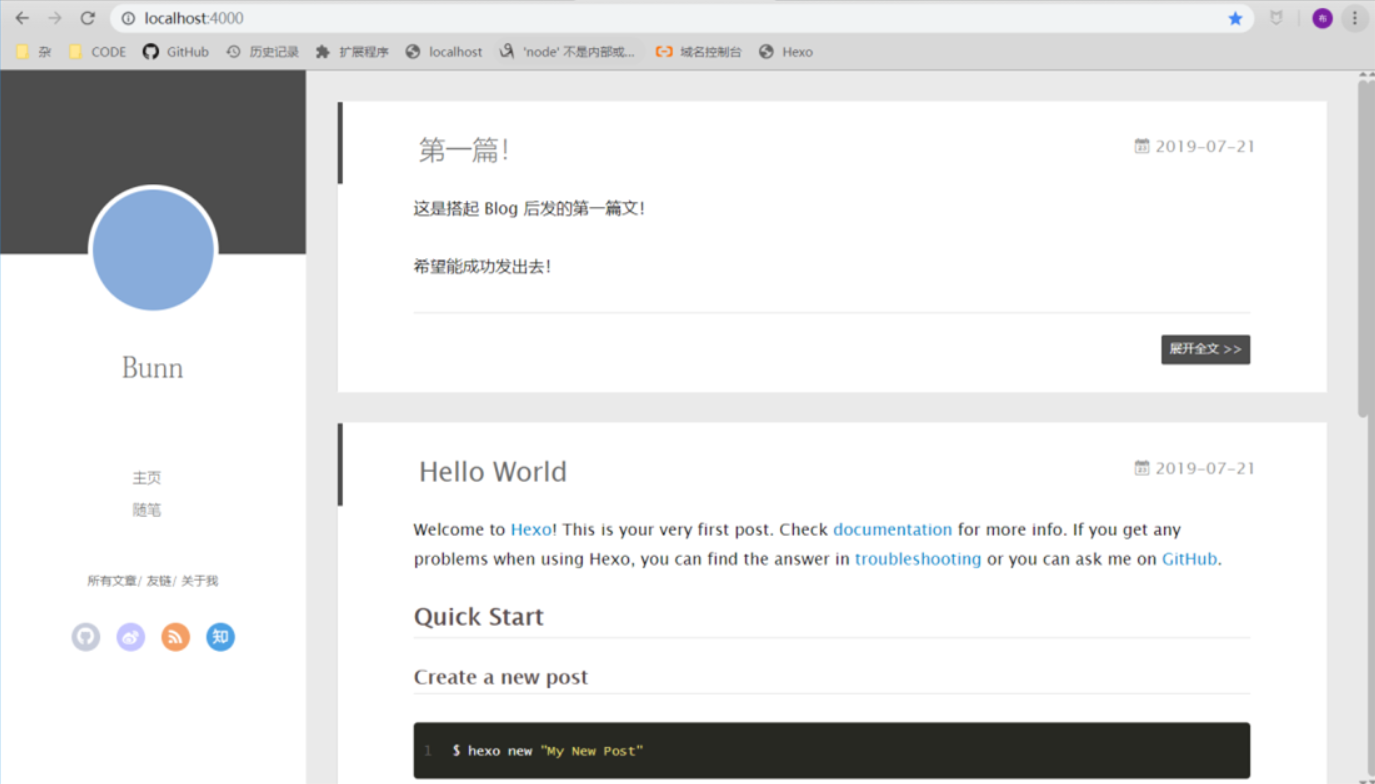 localhost:4000
布
杂 CODE GitHub 历史记录 扩展程序 localhost 'node' 不是内部或... 域名控制台 Hexo
第一篇！ 2019-07-21
这是搭起 Blog 后发的第一篇文！
希望能成功发出去！
展开全文 >>
Bunn
主页
随笔
所有文章/ 友链/ 关于我
知
Hello World 2019-07-21
Welcome to Hexo! This is your very first post. Check documentation for more info. If you get any
problems when using Hexo, you can find the answer in troubleshooting or you can ask me on GitHub.
Quick Start
Create a new post
1 $ hexo new "My New Post"